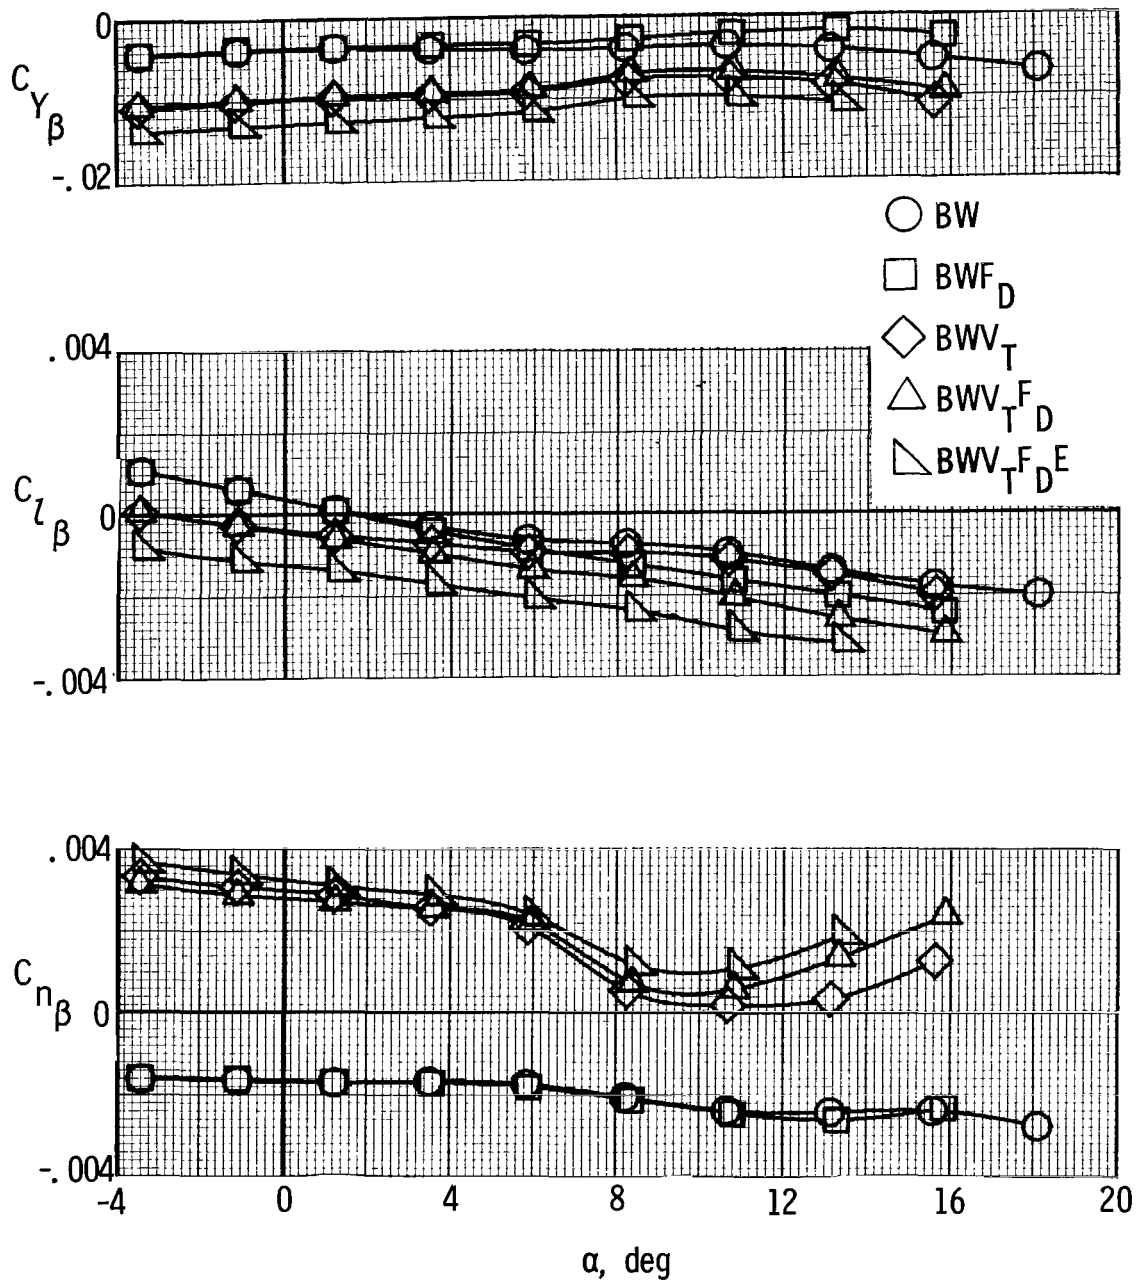 0
C_Yβ
-.02
BW
BWF_D
BWV_T
BWV_TF_D
BWV_TF_DE
.004
C_lβ
0
-.004
.004
C_nβ
0
-.004
-4 0 4 8 12 16 20
α, deg